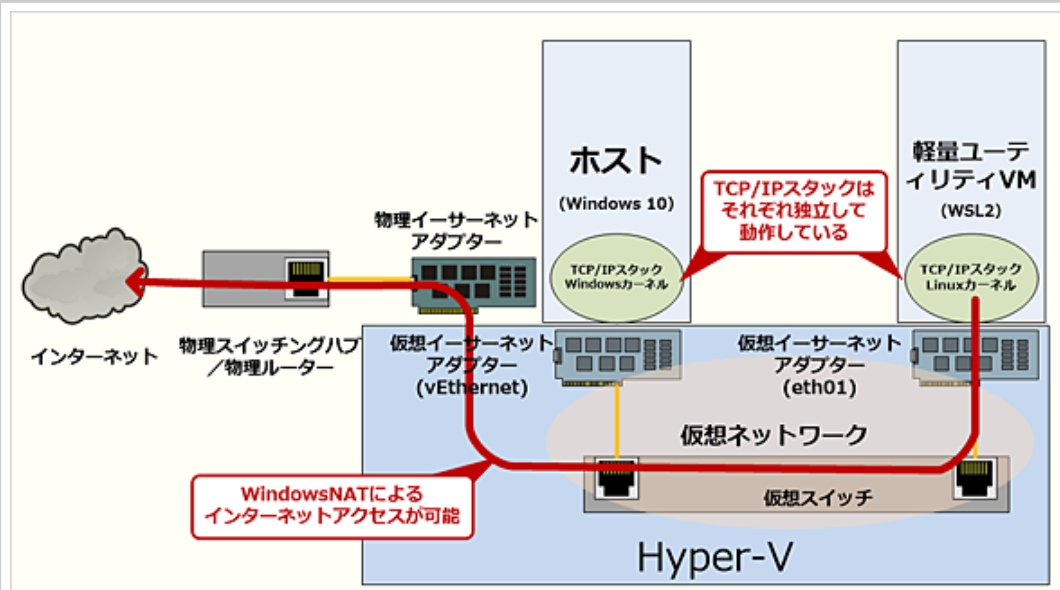 ホスト
(Windows 10)
軽量ユーテ
ィリティVM
(WSL2)
TCP/IPスタックは
それぞれ独立して
動作している
物理イーサーネット
アダプター
TCP/IPスタック
Windowsカーネル
TCP/IPスタック
Linuxカーネル
インターネット
物理スイッチングハブ
／物理ルーター
仮想イーサーネット
アダプター
(vEthernet)
仮想イーサーネット
アダプター
(eth01)
仮想ネットワーク
WindowsNATによる
インターネットアクセスが可能
仮想スイッチ
Hyper-V